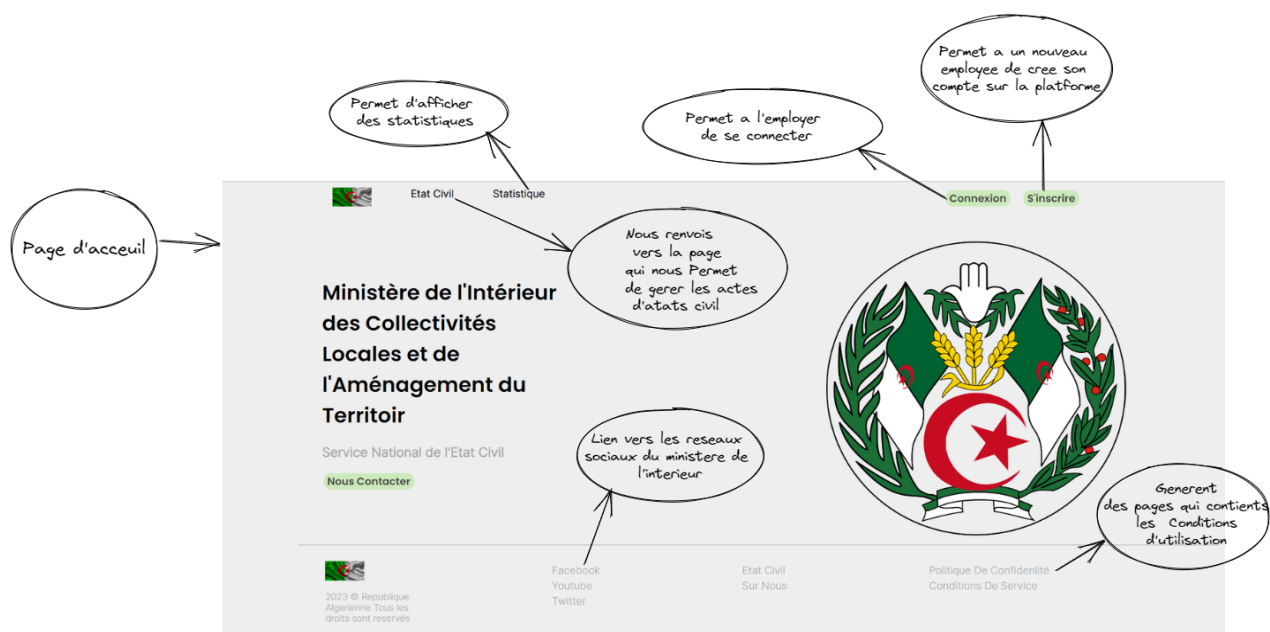 Permet a un nouveau
employee de cree son
compte sur la platforme
Permet d'afficher
des statistiques
Permet a l'employer
de se connecter
Etat Civil
Statistique
Connexion
S'inscrire
Page d'acceuil
Nous renvois
vers la page
qui nous Permet
de gerer les actes
d'atats civil
Ministère de l'Intérieur
des Collectivités
Locales et de
l'Aménagement du
Territoir
Service National de l'Etat Civil
Nous Contacter
Lien vers les reseaux
sociaux du ministere de
l'interieur
Generent
des pages qui contients
les Conditions
d'utilisation
2023 © Republique
Algerienne Tous les
droits sont reservés
Facebook
Youtube
Twitter
Etat Civil
Sur Nous
Politique De Confidenlité
Conditions De Service